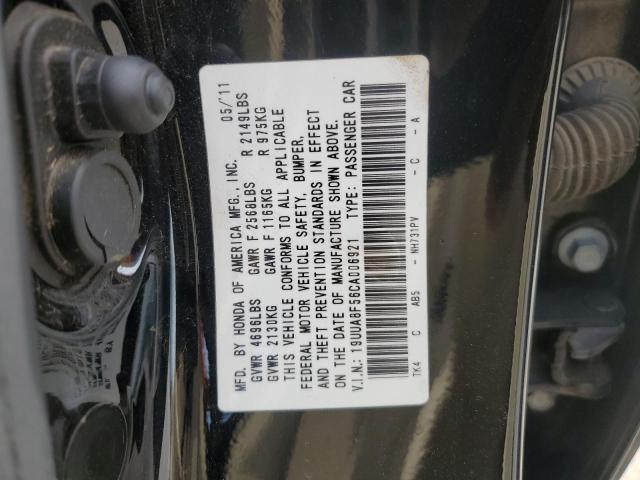 MFD. BY HONDA OF AMERICA MFG., INC. 05/'11
GVWR 4696LBS GAWR F 2568LBS R 2149LBS
GVWR 2130KG GAWR F 1165KG R 975KG
THIS VEHICLE CONFORMS TO ALL APPLICABLE
FEDERAL MOTOR VEHICLE SAFETY, BUMPER,
AND THEFT PREVENTION STANDARDS IN EFFECT
ON THE DATE OF MANUFACTURE SHOWN ABOVE.
V.I.N.: 19UUA8F56CA006921 TYPE: PASSENGER CAR
TK4 C AB5 - NH731PV - C - A